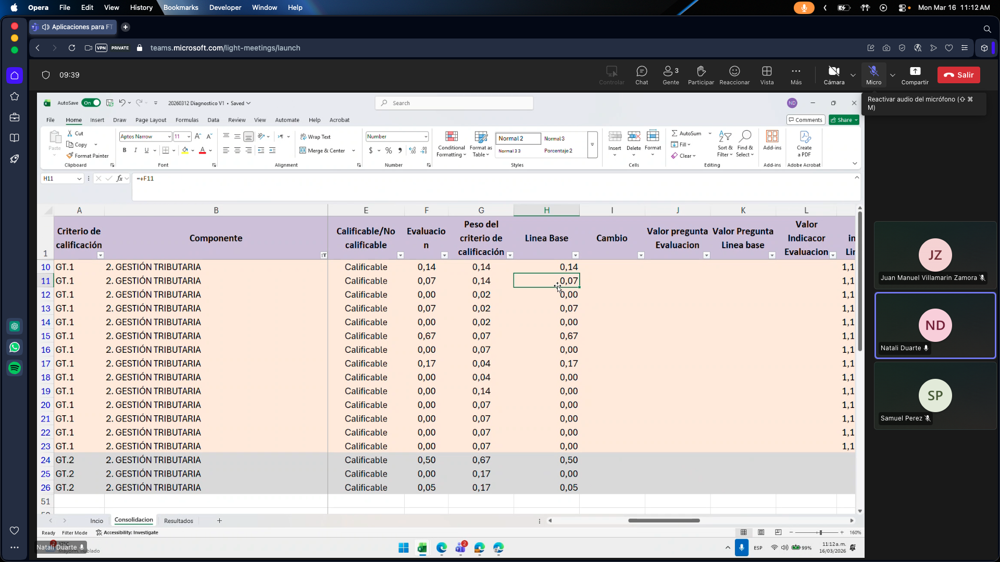 Opera File Edit View History Bookmarks Developer Window Help Mon Mar 16 11:12 AM
Aplicaciones para FT
VPN PRIVATE teams.microsoft.com/light-meetings/launch
09:39 Controlar Chat 3 Gente Participar Reaccionar Vista Más Cámara Micro Compartir Salir
Reactivar audio del micrófono (⇧ ⌘ M)
AutoSave On 20260312 Diagnostico V1 • Saved Search ND
File Home Insert Draw Page Layout Formulas Data Review View Automate Help Acrobat Comments Share
Paste Cut Copy Format Painter Clipboard
Aptos Narrow 11 B I U Font
Wrap Text Merge & Center Alignment
Number $ % Number
Conditional Formatting Format as Table Normal 2 Normal 3 Normal 3 3 Porcentaje 2 Styles
Insert Delete Format Cells
AutoSum Fill Clear Sort & Filter Find & Select Editing
Add-ins Add-ins Create a PDF Adobe Acrobat
H11 fx =+F11
A B E F G H I J K L
1 Criterio de calificación Componente Calificable/No calificable Evaluacion Peso del criterio de calificación Linea Base Cambio Valor pregunta Evaluacion Valor Pregunta Linea base Valor Indicacor Evaluacion in Lin
10 GT.1 2. GESTIÓN TRIBUTARIA Calificable 0,14 0,14 0,14 1,1
11 GT.1 2. GESTIÓN TRIBUTARIA Calificable 0,07 0,14 0,07 1,1
12 GT.1 2. GESTIÓN TRIBUTARIA Calificable 0,00 0,02 0,00 1,1
13 GT.1 2. GESTIÓN TRIBUTARIA Calificable 0,07 0,02 0,07 1,1
14 GT.1 2. GESTIÓN TRIBUTARIA Calificable 0,00 0,02 0,00 1,1
15 GT.1 2. GESTIÓN TRIBUTARIA Calificable 0,67 0,07 0,67 1,1
16 GT.1 2. GESTIÓN TRIBUTARIA Calificable 0,00 0,07 0,00 1,1
17 GT.1 2. GESTIÓN TRIBUTARIA Calificable 0,17 0,04 0,17 1,1
18 GT.1 2. GESTIÓN TRIBUTARIA Calificable 0,00 0,04 0,00 1,1
19 GT.1 2. GESTIÓN TRIBUTARIA Calificable 0,00 0,14 0,00 1,1
20 GT.1 2. GESTIÓN TRIBUTARIA Calificable 0,00 0,07 0,00 1,1
21 GT.1 2. GESTIÓN TRIBUTARIA Calificable 0,00 0,07 0,00 1,1
22 GT.1 2. GESTIÓN TRIBUTARIA Calificable 0,00 0,07 0,00 1,1
23 GT.1 2. GESTIÓN TRIBUTARIA Calificable 0,00 0,07 0,00 1,1
24 GT.2 2. GESTIÓN TRIBUTARIA Calificable 0,50 0,67 0,50
25 GT.2 2. GESTIÓN TRIBUTARIA Calificable 0,00 0,17 0,00
26 GT.2 2. GESTIÓN TRIBUTARIA Calificable 0,05 0,17 0,05
51
Incio Consolidacion Resultados
Ready Filter Mode Accessibility: Investigate 160%
2 17°C
Mayorm. nublado
Natali Duarte
2 ESP 99% 11:12 a.m. 16/03/2026
JZ
Juan Manuel Villamarin Zamora
ND
Natali Duarte
SP
Samuel Perez